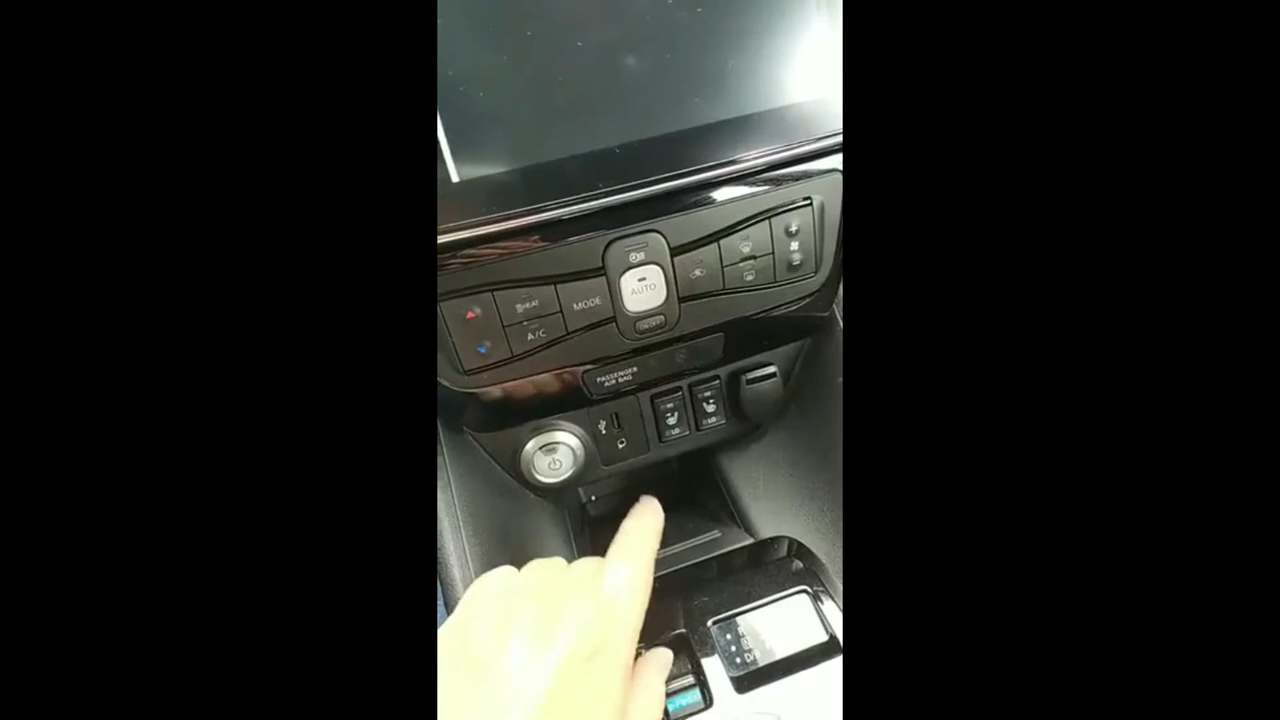 AUTO
HEAT
MODE
A/C
ON·OFF
PASSENGER
AIR BAG
HI
HI
LO
LO
D/B